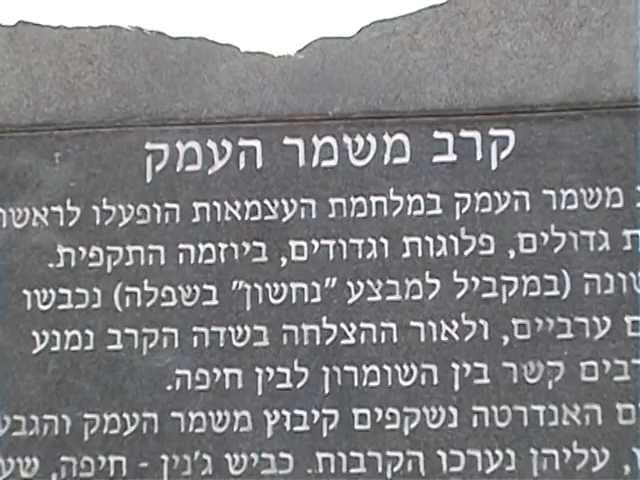 קרב משמר העמק
משמר העמק במלחמת העצמאות הופעלו
גדולים, פלוגות וגדודים, ביוזמה התקפית.
(במקביל למבצע "נחשון" בשפלה) נכבשו
ערביים, ולאור ההצלחה בשדה הקרב נמנע
קשר בין השומרון לבין חיפה.
האנדרטה נשקפים קיבוץ משמר העמק
עליהן נערכו הקרבות. כביש ג'נין - חיפה,